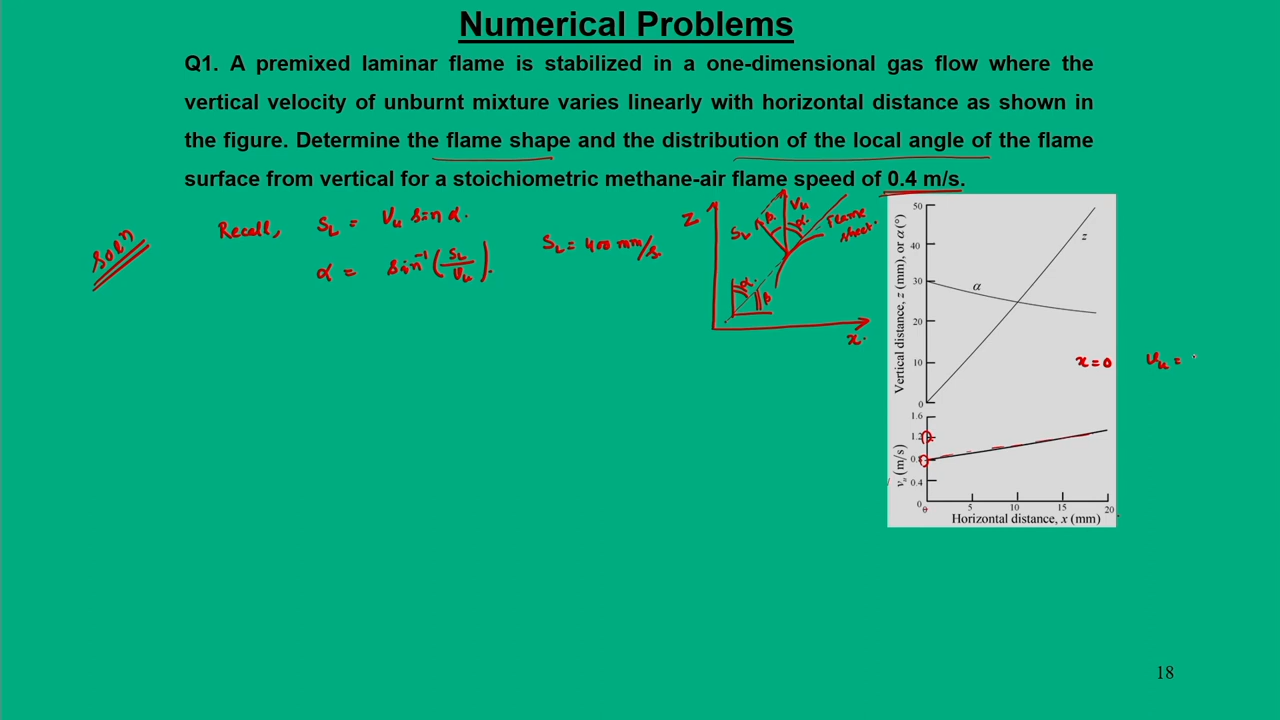 Numerical Problems
Q1. A premixed laminar flame is stabilized in a one-dimensional gas flow where the
vertical velocity of unburnt mixture varies linearly with horizontal distance as shown in
the figure. Determine the flame shape and the distribution of the local angle of the flame
surface from vertical for a stoichiometric methane-air flame speed of 0.4 m/s.
Soln
Recall, SL = Vu sin α.
α = sin⁻¹ (SL/Vu).
SL = 400 mm/s
Z
SL
β
Vu
α
Flame
sheet.
α
β
x
Vertical distance, z (mm), or α (°)
50
40
30
20
10
0
z
α
x=0 Vu =
vu (m/s)
1.6
1.2
0.8
0.4
0
0 5 10 15 20
Horizontal distance, x (mm)
18